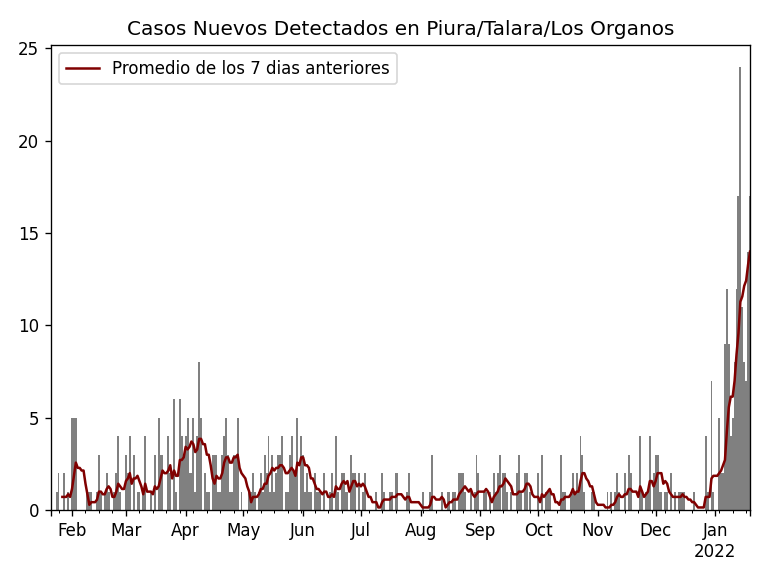 Casos Nuevos Detectados en Piura/Talara/Los Organos
Promedio de los 7 dias anteriores
25
20
15
10
5
0
Feb Mar Apr May Jun Jul Aug Sep Oct Nov Dec Jan
2022